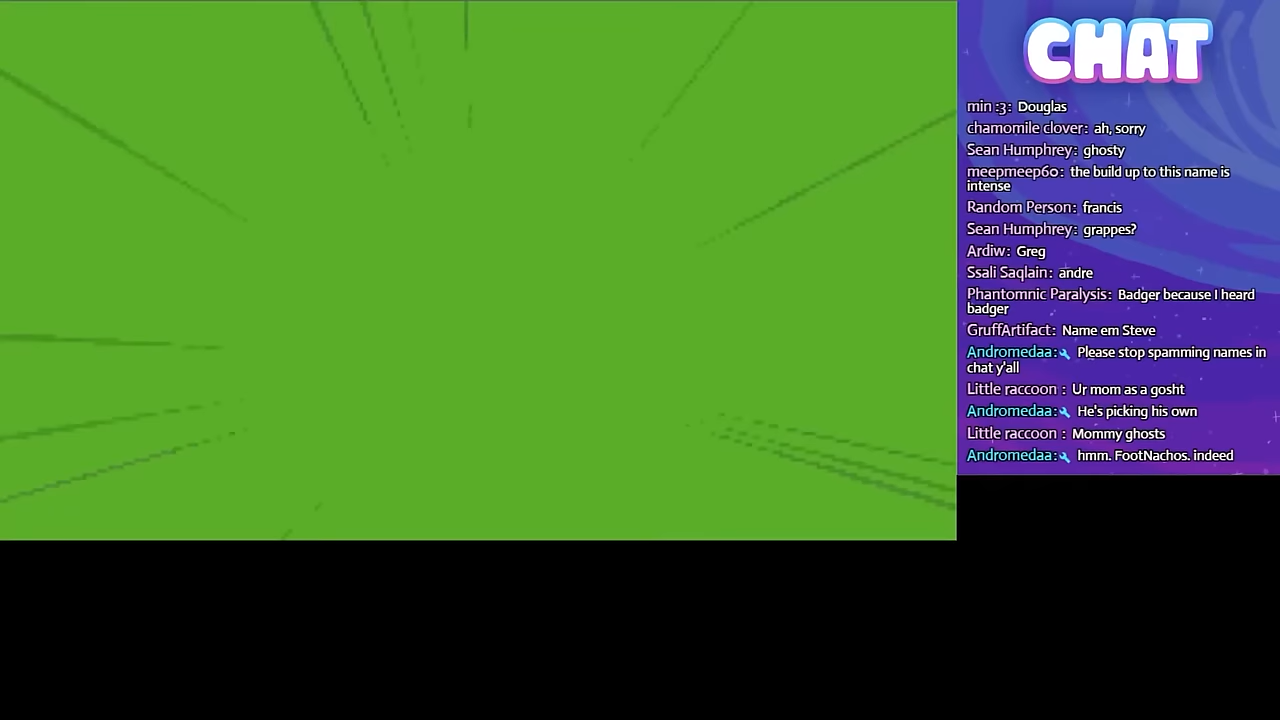 CHAT
min :3: Douglas
chamomile clover: ah, sorry
Sean Humphrey: ghosty
meepmeep60: the build up to this name is
intense
Random Person: francis
Sean Humphrey: grappes?
Ardiw: Greg
Ssali Saqlain: andre
Phantomnic Paralysis: Badger because I heard
badger
GruffArtifact: Name em Steve
Andromedaa: Please stop spamming names in
chat y'all
Little raccoon : Ur mom as a gosht
Andromedaa: He's picking his own
Little raccoon : Mommy ghosts
Andromedaa: hmm. FootNachos. indeed